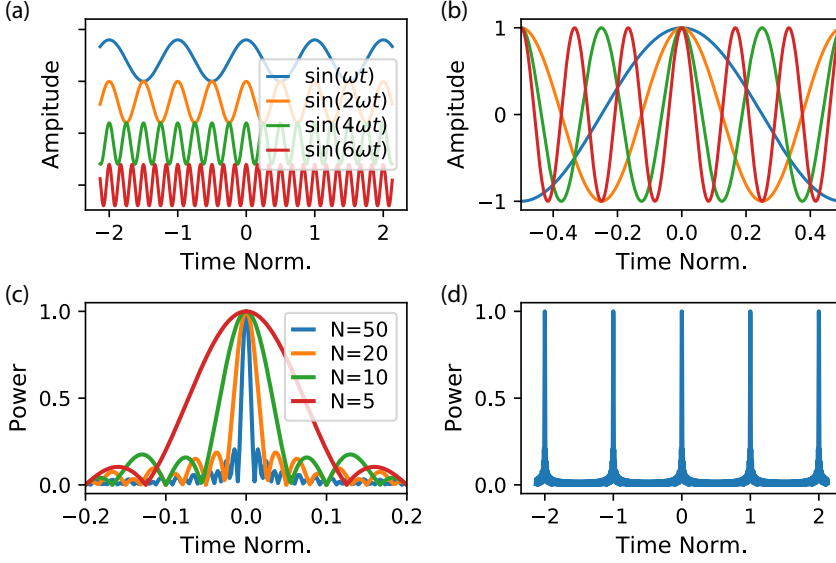 (a)
Ampitude
sin(ωt)
sin(2ωt)
sin(4ωt)
sin(6ωt)
−2 −1 0 1 2
Time Norm.
(b)
Amplitude
1
0
−1
−0.4 −0.2 0.0 0.2 0.4
Time Norm.
(c)
Power
1.0
0.5
0.0
N=50
N=20
N=10
N=5
−0.2 −0.1 0.0 0.1 0.2
Time Norm.
(d)
Power
1.0
0.5
0.0
−2 −1 0 1 2
Time Norm.